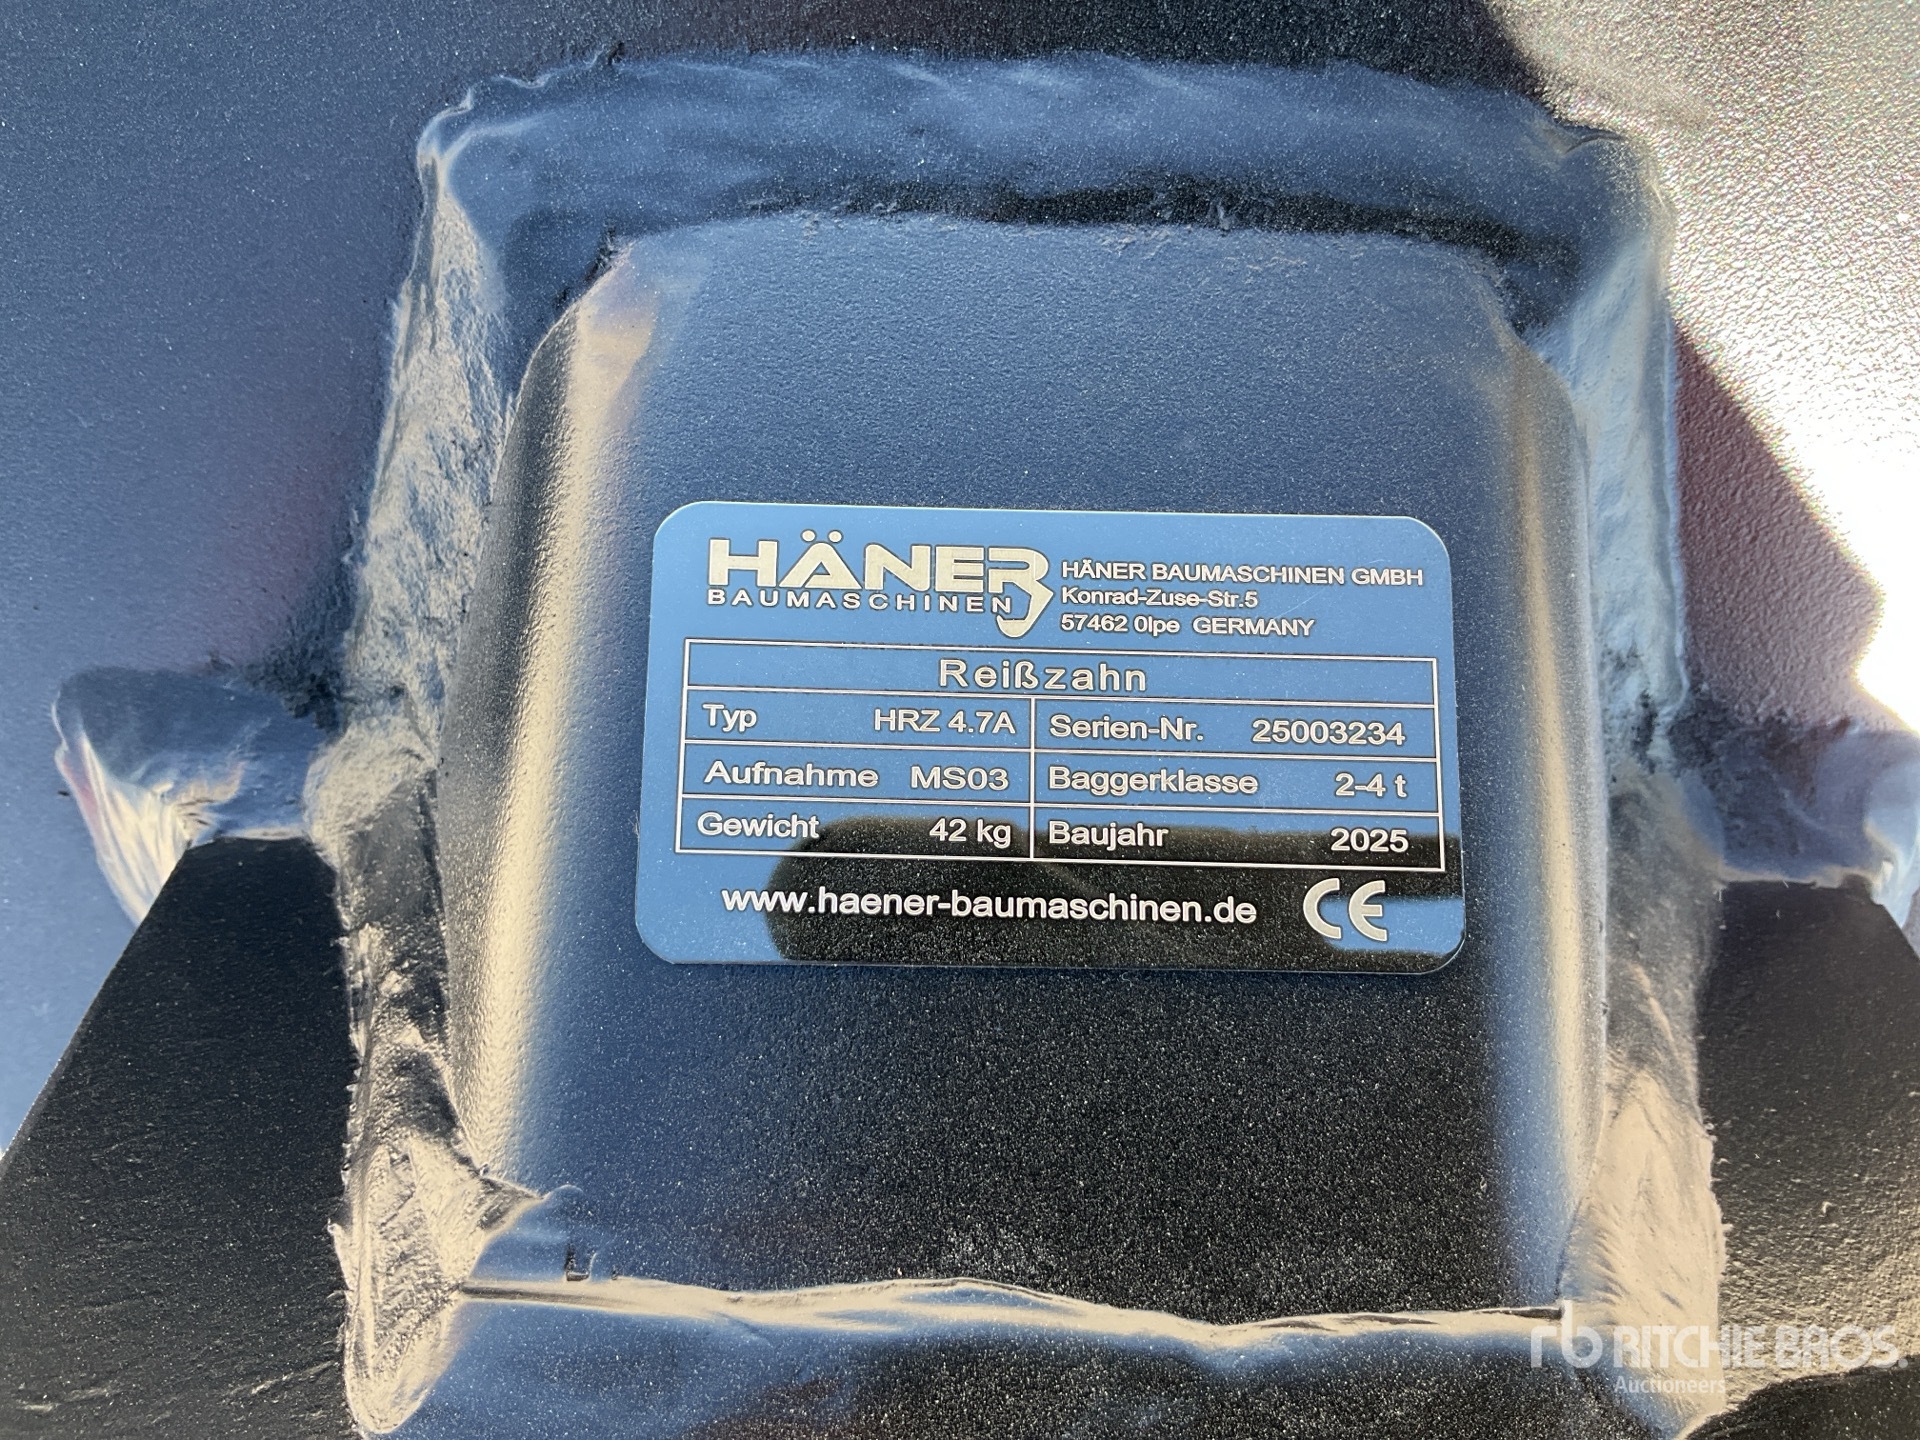 HÄNER
BAUMASCHINEN
HÄNER BAUMASCHINEN GMBH
Konrad-Zuse-Str.5
57462 Olpe GERMANY
Reißzahn
Typ HRZ 4.7A Serien-Nr. 25003234
Aufnahme MS03 Baggerklasse 2-4 t
Gewicht 42 kg Baujahr 2025
www.haener-baumaschinen.de CE
rb RITCHIE BROS.
Auctioneers